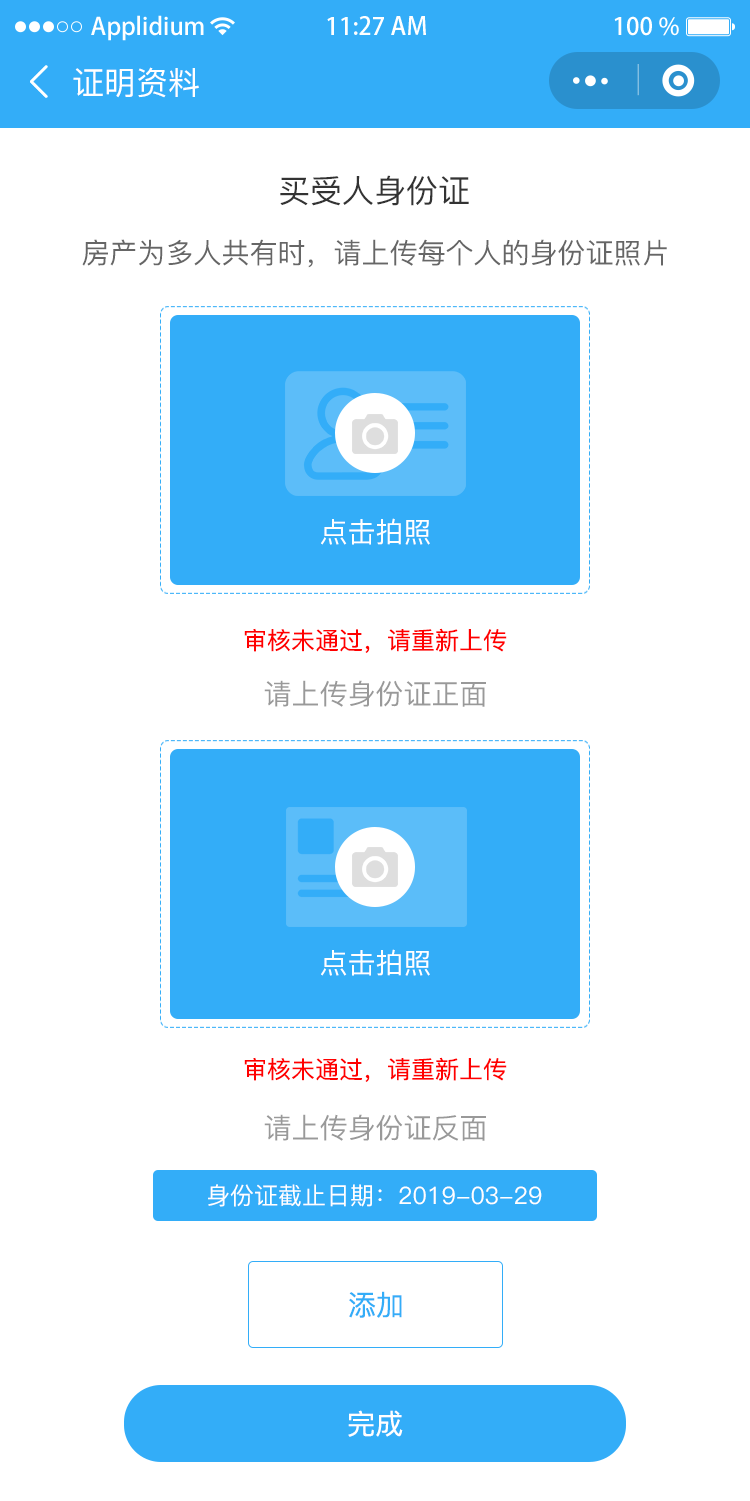 Applidium 11:27 AM 100 %
证明资料
买受人身份证
房产为多人共有时，请上传每个人的身份证照片
点击拍照
审核未通过，请重新上传
请上传身份证正面
点击拍照
审核未通过，请重新上传
请上传身份证反面
身份证截止日期：2019-03-29
添加
完成